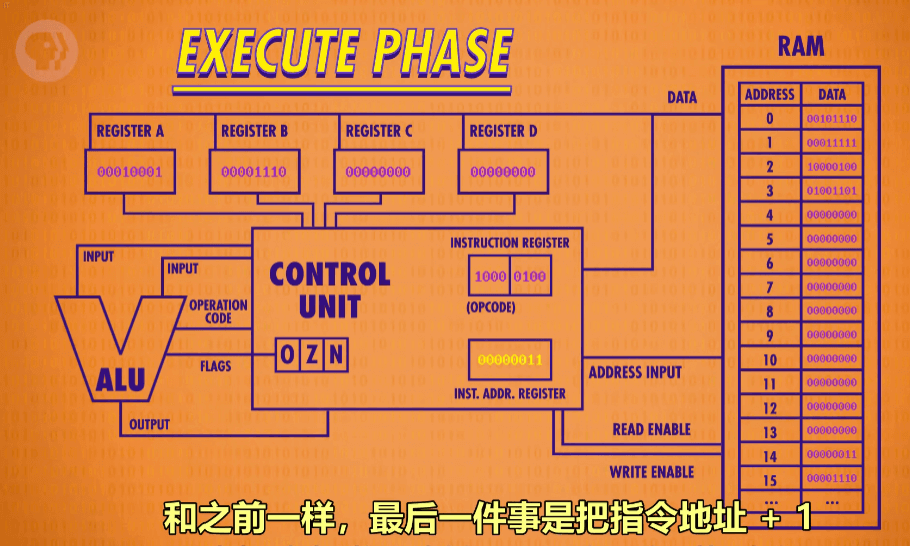 EXECUTE PHASE
RAM
DATA
ADDRESS DATA
0 00101110
1 00011111
2 10000100
3 01001101
4 00000000
5 00000000
6 00000000
7 00000000
8 00000000
9 00000000
10 00000000
11 00000000
12 00000000
13 00000000
14 00000011
15 00001110
... ...
REGISTER A
00010001
REGISTER B
00001110
REGISTER C
00000000
REGISTER D
00000000
INPUT
INPUT
OPERATION
CODE
FLAGS
ALU
OUTPUT
CONTROL
UNIT
O Z N
INSTRUCTION REGISTER
1000 0100
(OPCODE)
00000011
INST. ADDR. REGISTER
ADDRESS INPUT
READ ENABLE
WRITE ENABLE
和之前一样，最后一件事是把指令地址 + 1